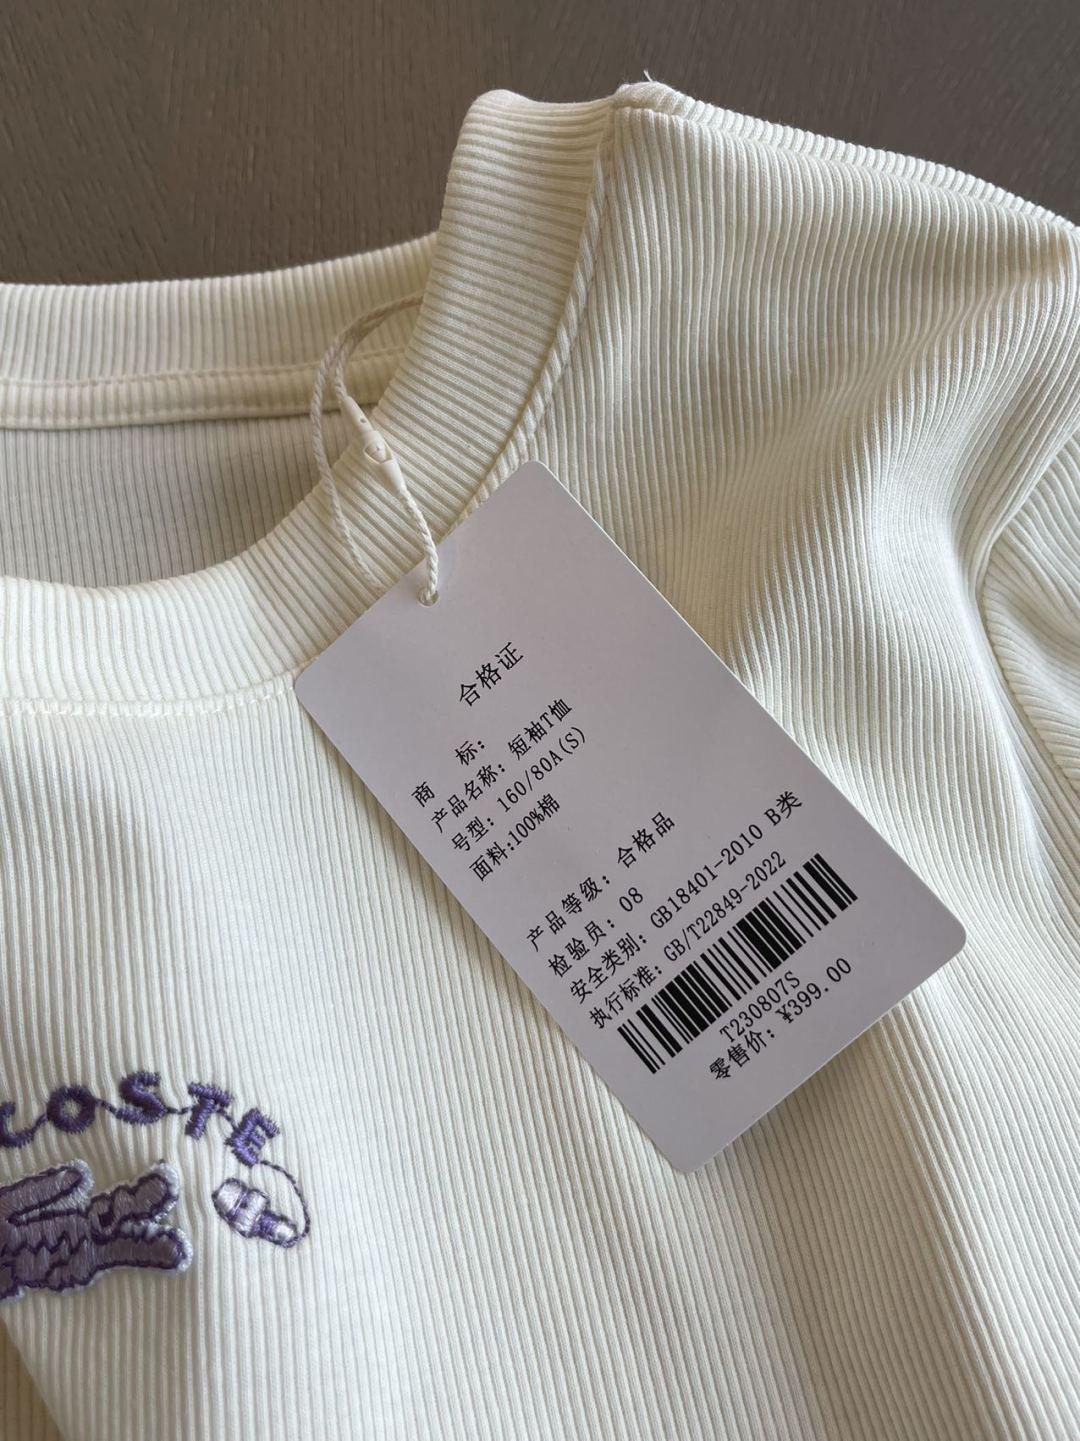 合格证
商 标:
产品名称: 短袖T恤
号型: 160/80A(S)
面料:100%棉
产品等级: 合格品
检验员: 08
安全类别: GB18401-2010 B类
执行标准: GB/T22849-2022
T230807S
零售价: ¥399.00
COSTE